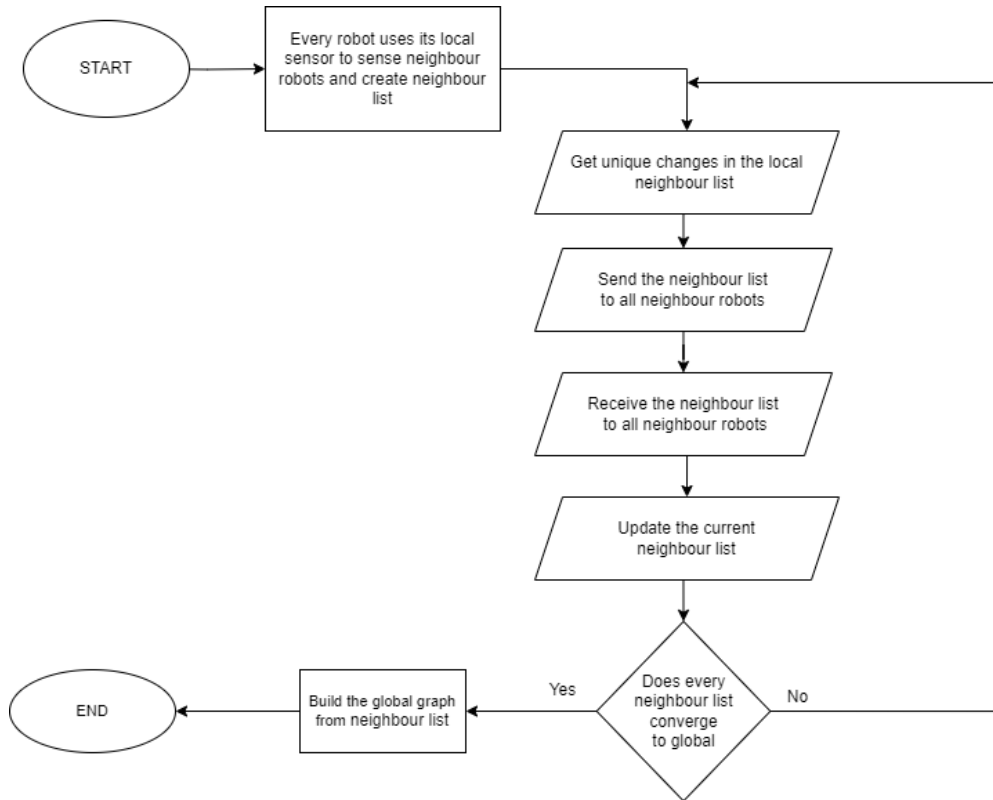 START
Every robot uses its local
sensor to sense neighbour
robots and create neighbour
list
Get unique changes in the local
neighbour list
Send the neighbour list
to all neighbour robots
Receive the neighbour list
to all neighbour robots
Update the current
neighbour list
Does every
neighbour list
converge
to global
Yes
No
Build the global graph
from neighbour list
END